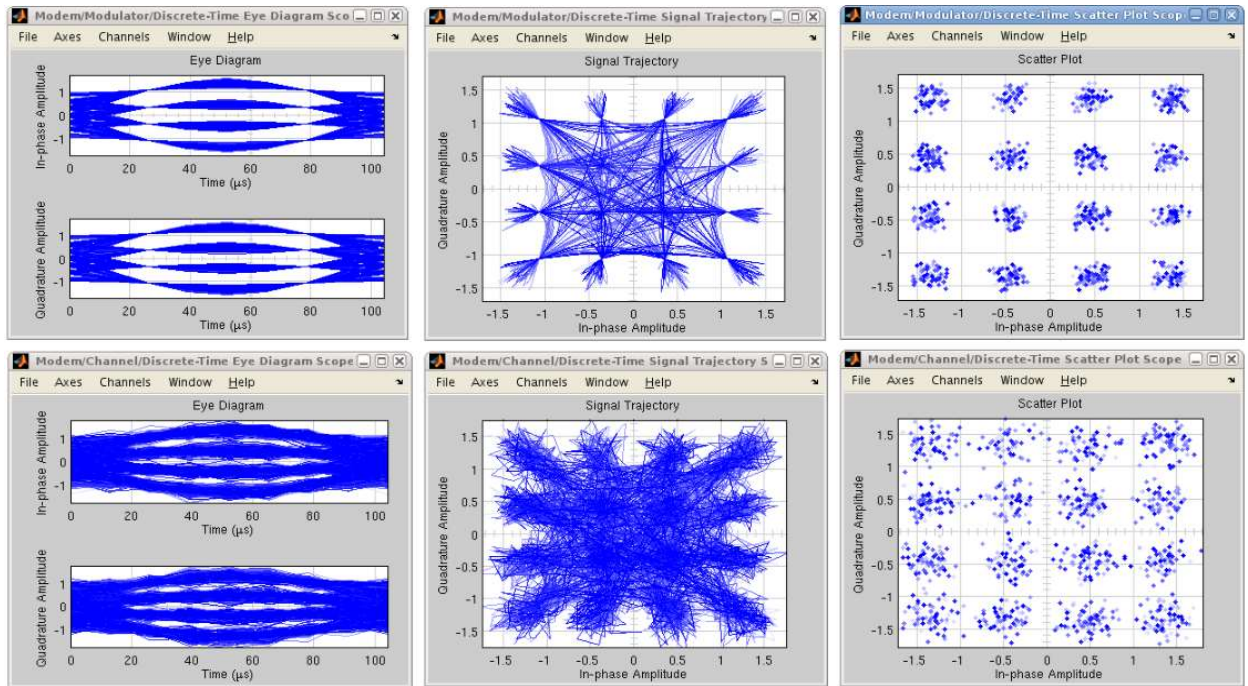 Modem/Modulator/Discrete-Time Eye Diagram Sco
File Axes Channels Window Help
Eye Diagram
In-phase Amplitude
1
0
-1
0 20 40 60 80 100
Time (μs)
Quadrature Amplitude
1
0
-1
0 20 40 60 80 100
Time (μs)
Modem/Modulator/Discrete-Time Signal Trajectory
File Axes Channels Window Help
Signal Trajectory
Quadrature Amplitude
1.5
1
0.5
0
-0.5
-1
-1.5
-1.5 -1 -0.5 0 0.5 1 1.5
In-phase Amplitude
Modem/Modulator/Discrete-Time Scatter Plot Scop
File Axes Channels Window Help
Scatter Plot
Quadrature Amplitude
1.5
1
0.5
0
-0.5
-1
-1.5
-1.5 -1 -0.5 0 0.5 1 1.5
In-phase Amplitude
Modem/Channel/Discrete-Time Eye Diagram Scope
File Axes Channels Window Help
Eye Diagram
In-phase Amplitude
1
0
-1
0 20 40 60 80 100
Time (μs)
Quadrature Amplitude
1
0
-1
0 20 40 60 80 100
Time (μs)
Modem/Channel/Discrete-Time Signal Trajectory S
File Axes Channels Window Help
Signal Trajectory
Quadrature Amplitude
1.5
1
0.5
0
-0.5
-1
-1.5
-1.5 -1 -0.5 0 0.5 1 1.5
In-phase Amplitude
Modem/Channel/Discrete-Time Scatter Plot Scope
File Axes Channels Window Help
Scatter Plot
Quadrature Amplitude
1.5
1
0.5
0
-0.5
-1
-1.5
-1.5 -1 -0.5 0 0.5 1 1.5
In-phase Amplitude